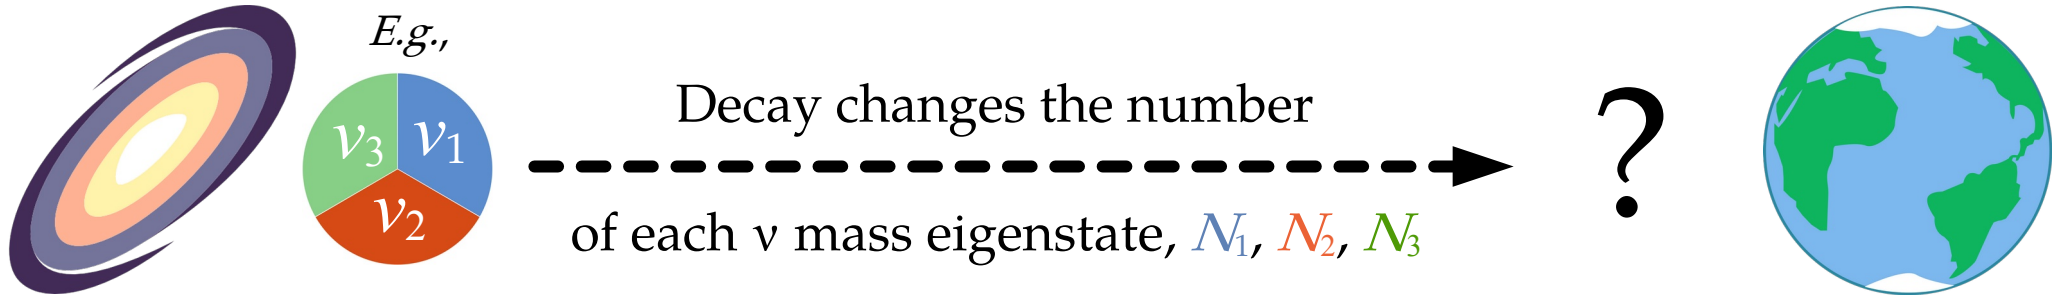 E.g.,
ν3 ν1
ν2
Decay changes the number
of each ν mass eigenstate, N1, N2, N3
?